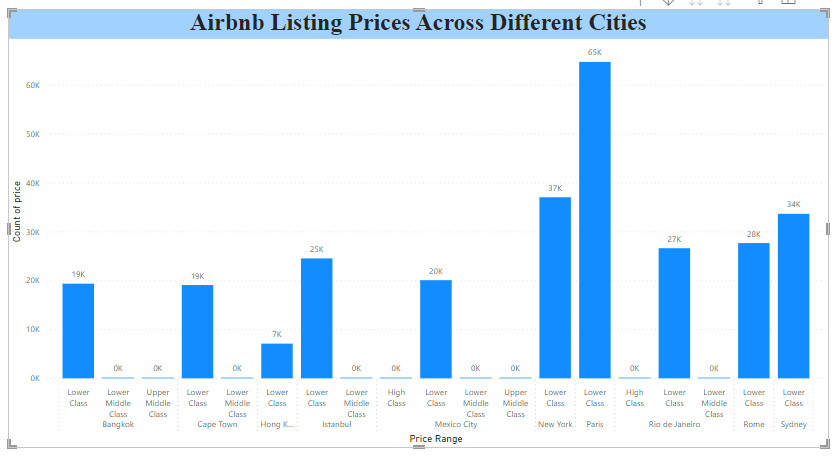 Airbnb Listing Prices Across Different Cities
Count of price
60K
50K
40K
30K
20K
10K
0K
19K
0K
0K
19K
0K
7K
25K
0K
0K
20K
0K
0K
37K
65K
0K
27K
0K
28K
34K
Lower Class
Lower Middle Class
Upper Middle Class
Lower Class
Lower Middle Class
Lower Class
Lower Class
Lower Middle Class
High Class
Lower Class
Lower Middle Class
Upper Middle Class
Lower Class
Lower Class
High Class
Lower Class
Lower Middle Class
Lower Class
Lower Class
Bangkok
Cape Town
Hong K...
Istanbul
Mexico City
New York
Paris
Rio de Janeiro
Rome
Sydney
Price Range